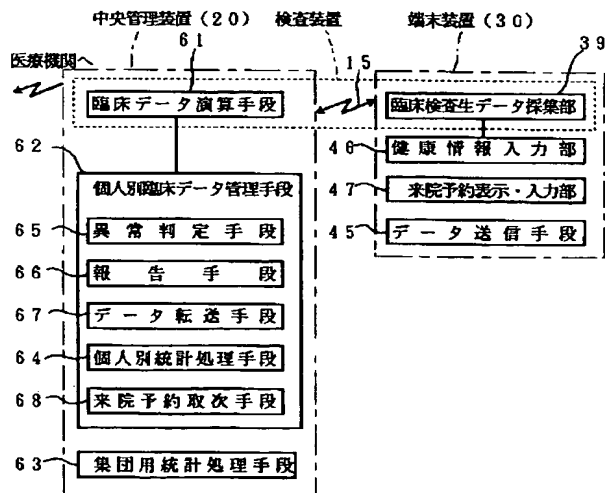 中央管理装置(20)
検査装置
端末装置(30)
61
15
39
医療機関へ
臨床データ演算手段
臨床検査生データ採集部
62
46
健康情報入力部
個人別臨床データ管理手段
47
来院予約表示・入力部
65
異常判定手段
45
データ送信手段
66
報告手段
67
データ転送手段
64
個人別統計処理手段
68
来院予約取次手段
63
集団用統計処理手段